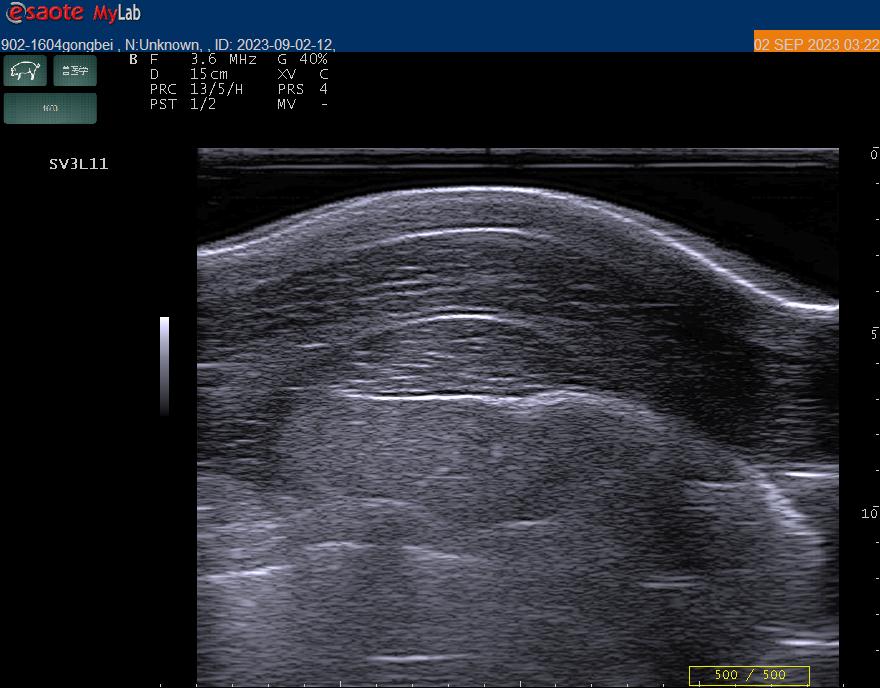 esaote MyLab
902-1604gongbei , N:Unknown, , ID: 2023-09-02-12,
02 SEP 2023 03:22
兽医学
1603
B F 3.6 MHz G 40%
D 15cm XV C
PRC 13/5/H PRS 4
PST 1/2 MV -
SV3L11
0
5
10
500 / 500